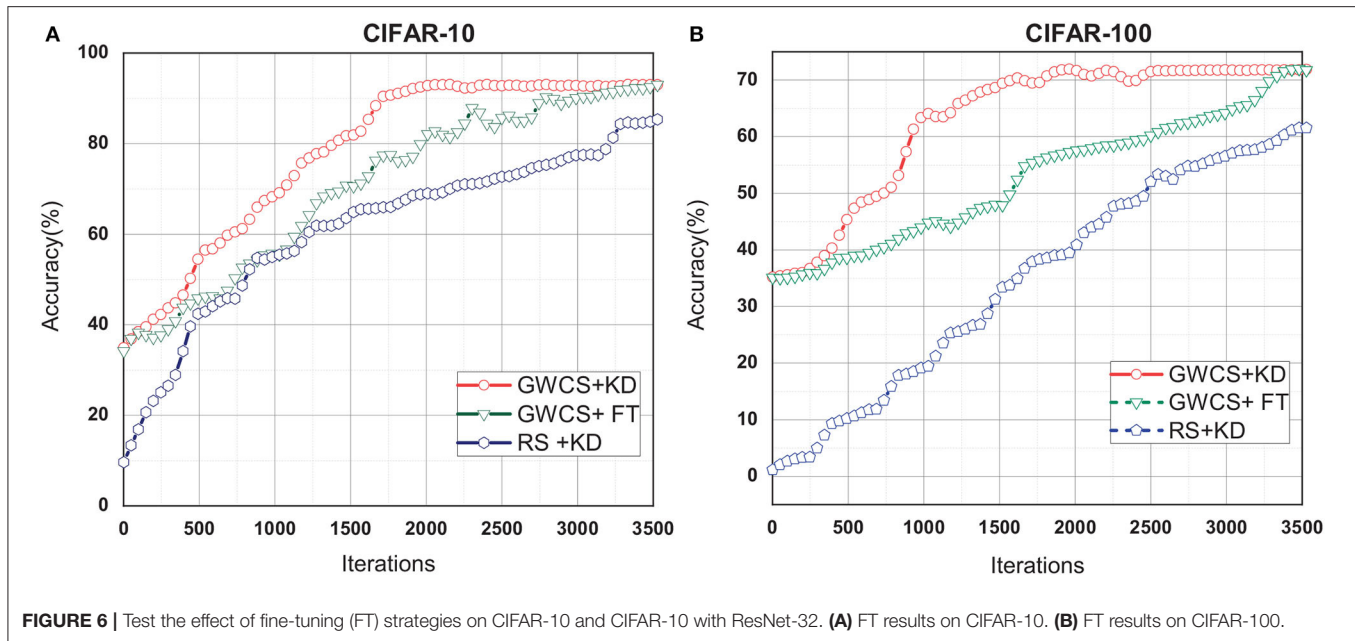 A
CIFAR-10
Accuracy(%)
100
80
60
40
20
0
GWCS+KD
GWCS+ FT
RS +KD
0 500 1000 1500 2000 2500 3000 3500
Iterations
B
CIFAR-100
Accuracy(%)
70
60
50
40
30
20
10
0
GWCS+KD
GWCS+ FT
RS+KD
0 500 1000 1500 2000 2500 3000 3500
Iterations
FIGURE 6 | Test the effect of fine-tuning (FT) strategies on CIFAR-10 and CIFAR-10 with ResNet-32. (A) FT results on CIFAR-10. (B) FT results on CIFAR-100.